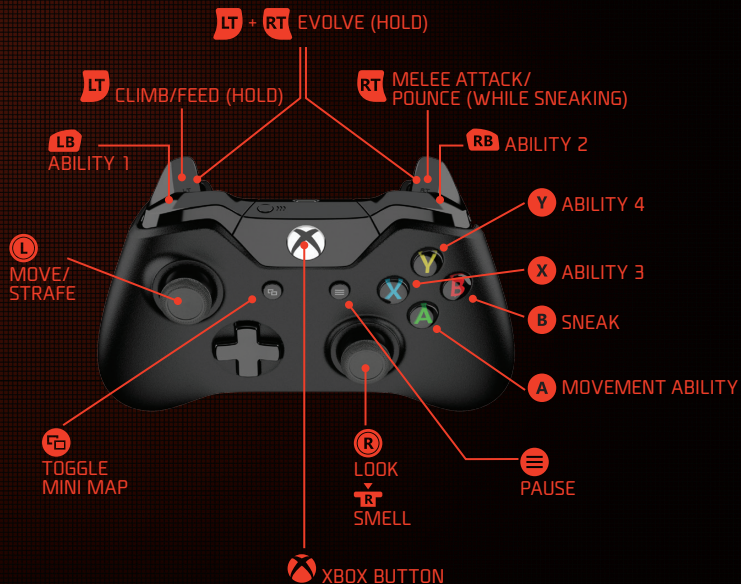 LT + RT EVOLVE (HOLD)
LT CLIMB/FEED (HOLD)
RT MELEE ATTACK/
POUNCE (WHILE SNEAKING)
LB
ABILITY 1
RB ABILITY 2
Y ABILITY 4
L
MOVE/
STRAFE
X ABILITY 3
B SNEAK
A MOVEMENT ABILITY
Y
X
B
A
TOGGLE
MINI MAP
R
LOOK
R
SMELL
PAUSE
XBOX BUTTON